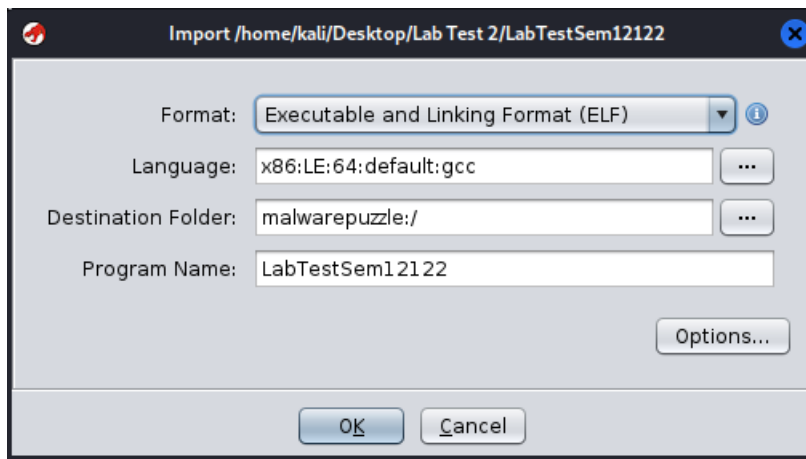 Import /home/kali/Desktop/Lab Test 2/LabTestSem12122
Format: Executable and Linking Format (ELF)
Language: x86:LE:64:default:gcc ...
Destination Folder: malwarepuzzle:/ ...
Program Name: LabTestSem12122
Options...
OK Cancel